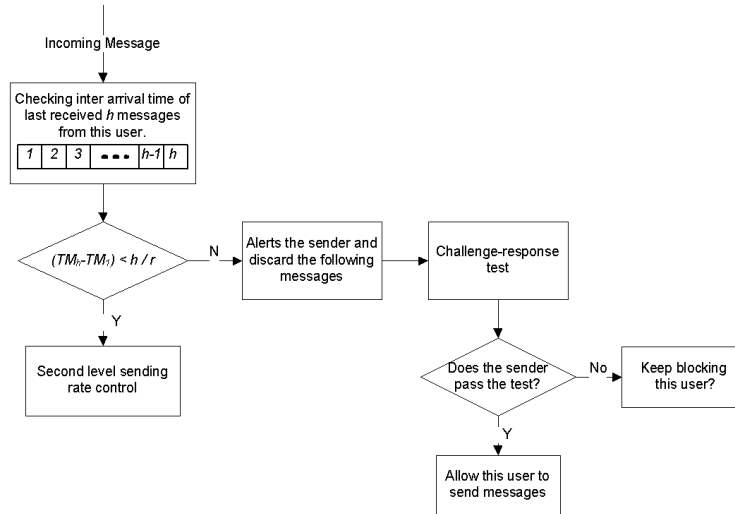 Incoming Message
Checking inter arrival time of
last received h messages
from this user.
1 2 3 ••• h-1 h
(TMh-TM1) < h / r
N
Alerts the sender and
discard the following
messages
Challenge-response
test
Y
Second level sending
rate control
Does the sender
pass the test?
No
Keep blocking
this user?
Y
Allow this user to
send messages